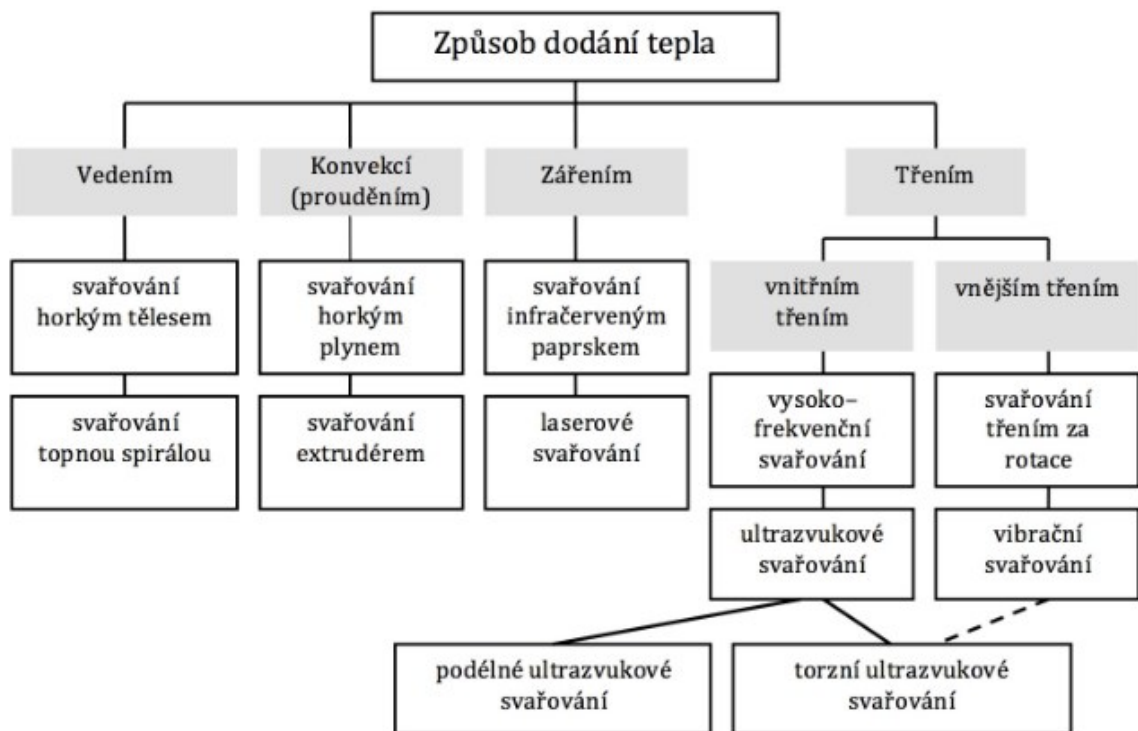 Způsob dodání tepla
Vedením
Konvekcí
(prouděním)
Zářením
Třením
svařování
horkým tělesem
svařování
horkým
plynem
svařování
infračerveným
paprskem
vnitřním
třením
vnějším třením
svařování
topnou spirálou
svařování
extrudérem
laserové
svařování
vysoko–
frekvenční
svařování
svařování
třením za
rotace
ultrazvukové
svařování
vibrační
svařování
podélné ultrazvukové
svařování
torzní ultrazvukové
svařování